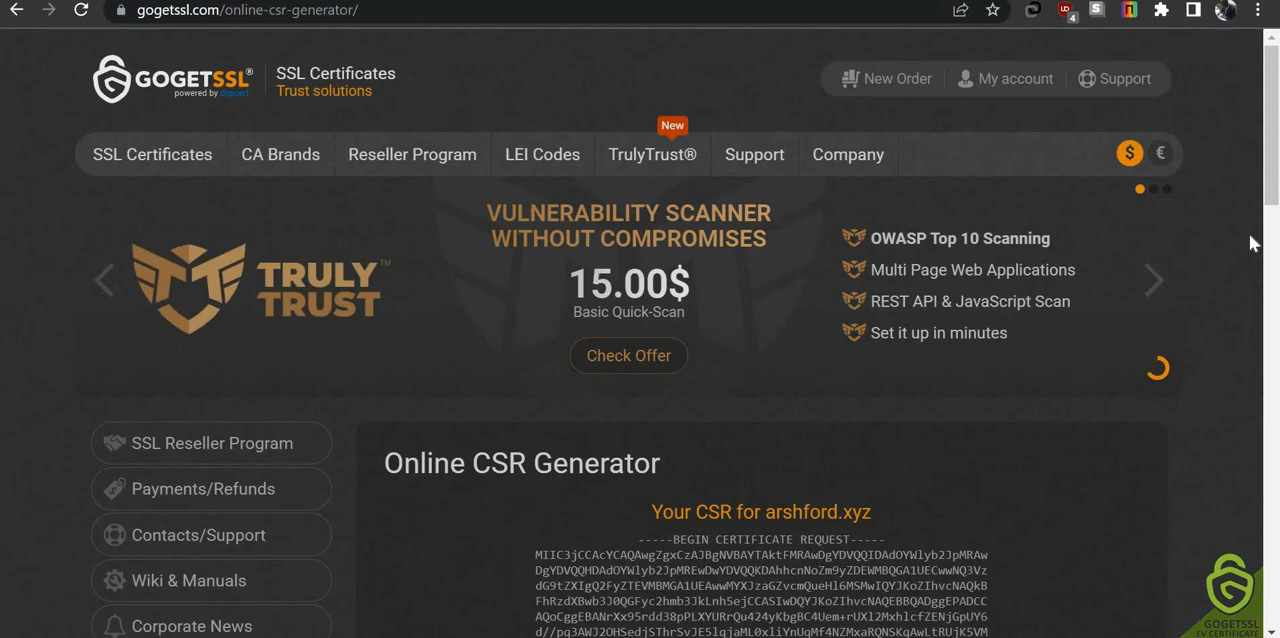 gogetssl.com/online-csr-generator/
4
GOGETSSL®
powered by digicert
SSL Certificates
Trust solutions
New Order
My account
Support
New
SSL Certificates
CA Brands
Reseller Program
LEI Codes
TrulyTrust®
Support
Company
$
€
TRULY
TRUST™
VULNERABILITY SCANNER
WITHOUT COMPROMISES
15.00$
Basic Quick-Scan
Check Offer
OWASP Top 10 Scanning
Multi Page Web Applications
REST API & JavaScript Scan
Set it up in minutes
SSL Reseller Program
Payments/Refunds
Contacts/Support
Wiki & Manuals
Corporate News
Online CSR Generator
Your CSR for arshford.xyz
-----BEGIN CERTIFICATE REQUEST-----
GOGETSSL
EV CERTIFICATE